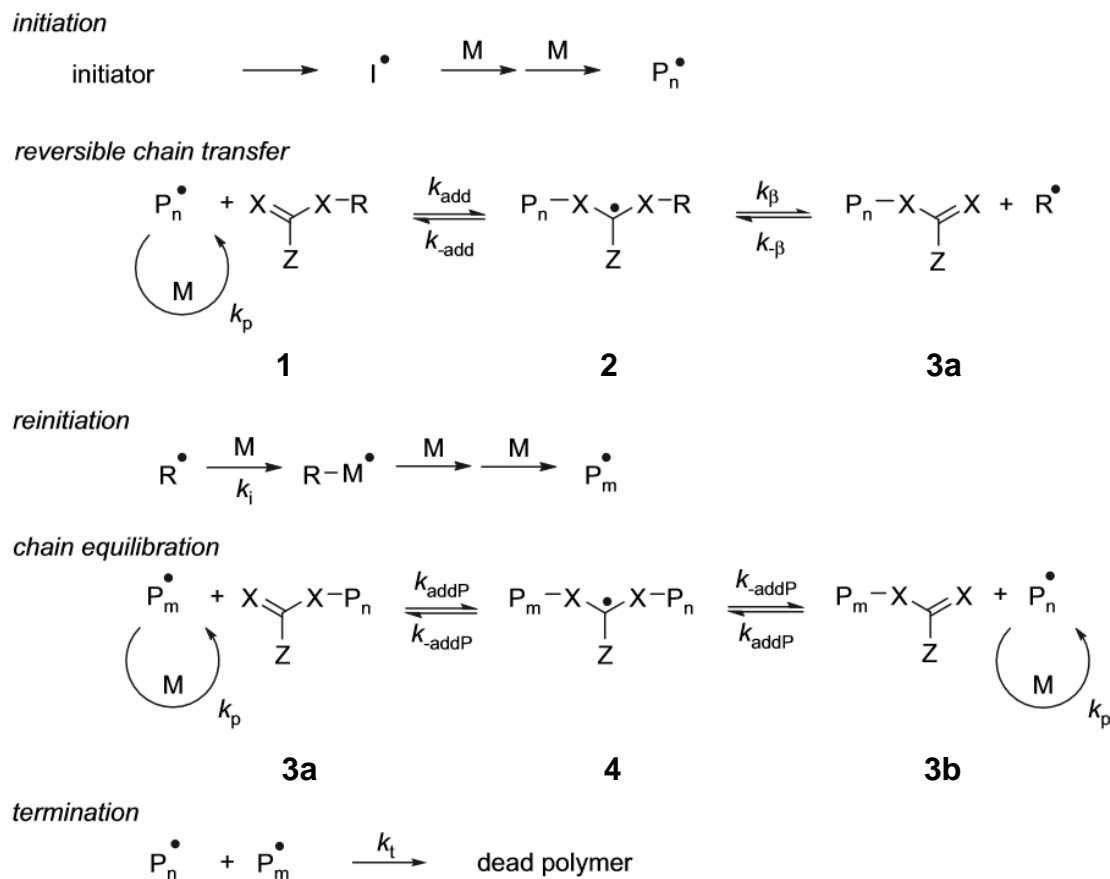 initiation
initiator I• M M Pn•
reversible chain transfer
Pn• + X X–R kadd k-add Pn–X • X–R kβ k-β Pn–X X + R•
Z Z Z
M
kp
1 2 3a
reinitiation
R• M ki R–M• M M Pm•
chain equilibration
Pm• + X X–Pn kaddP k-addP Pm–X • X–Pn k-addP kaddP Pm–X X + Pn•
Z Z Z
M M
kp kp
3a 4 3b
termination
Pn• + Pm• kt dead polymer